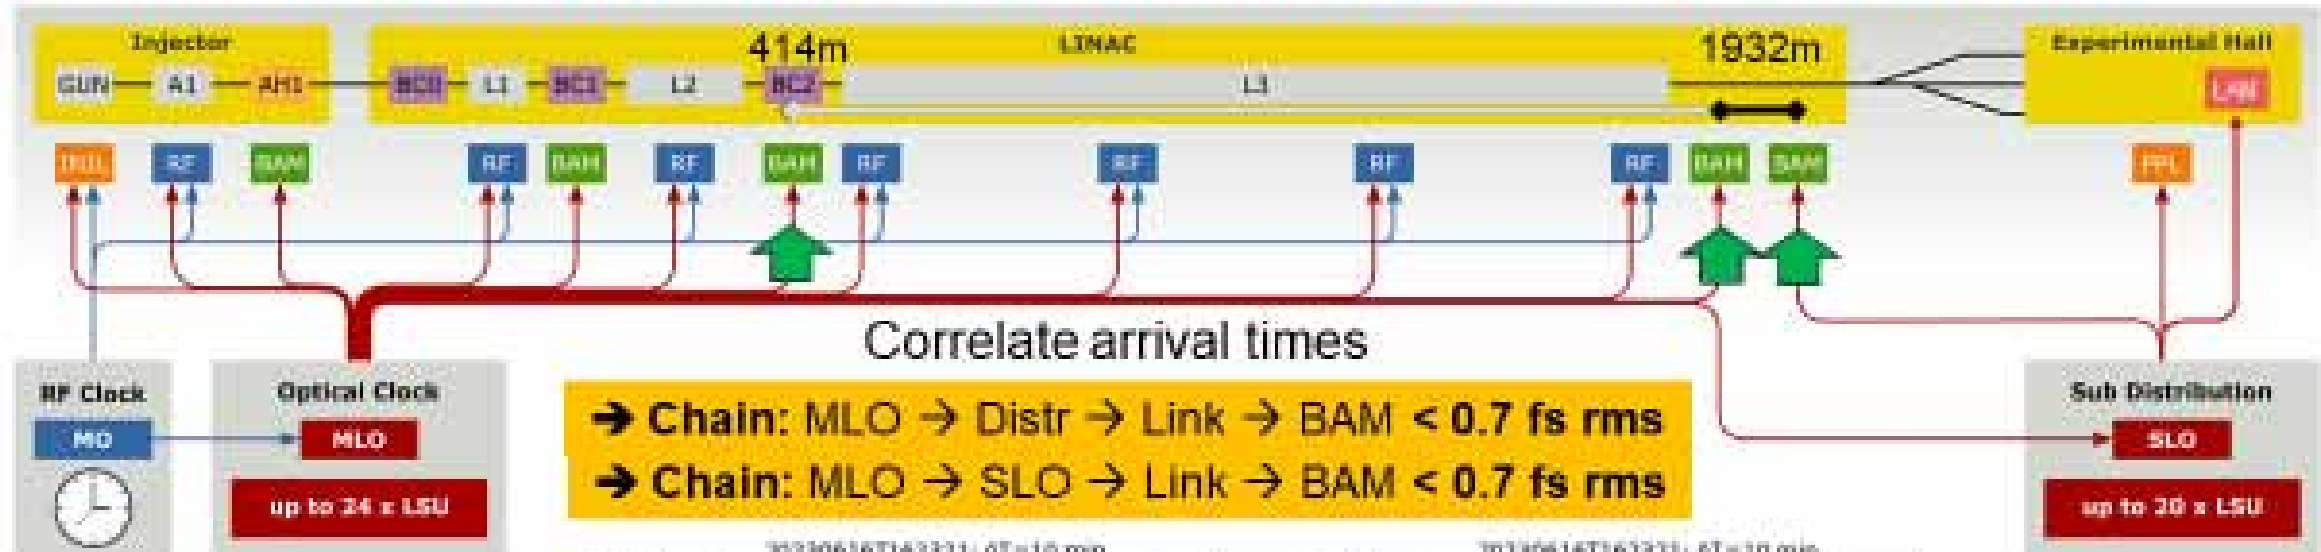 Injector
414m
LINAC
1932m
Experimental Hall
GUN
A1
AH1
BC0
L1
BC1
L2
BC2
L3
LAN
RF
BAM
RF
BAM
RF
BAM
RF
RF
RF
RF
BAM
BAM
PPL
Correlate arrival times
RF Clock
MO
Optical Clock
MLO
up to 24 x LSU
➔ Chain: MLO → Distr → Link → BAM < 0.7 fs rms
➔ Chain: MLO → SLO → Link → BAM < 0.7 fs rms
Sub Distribution
SLO
up to 20 x LSU